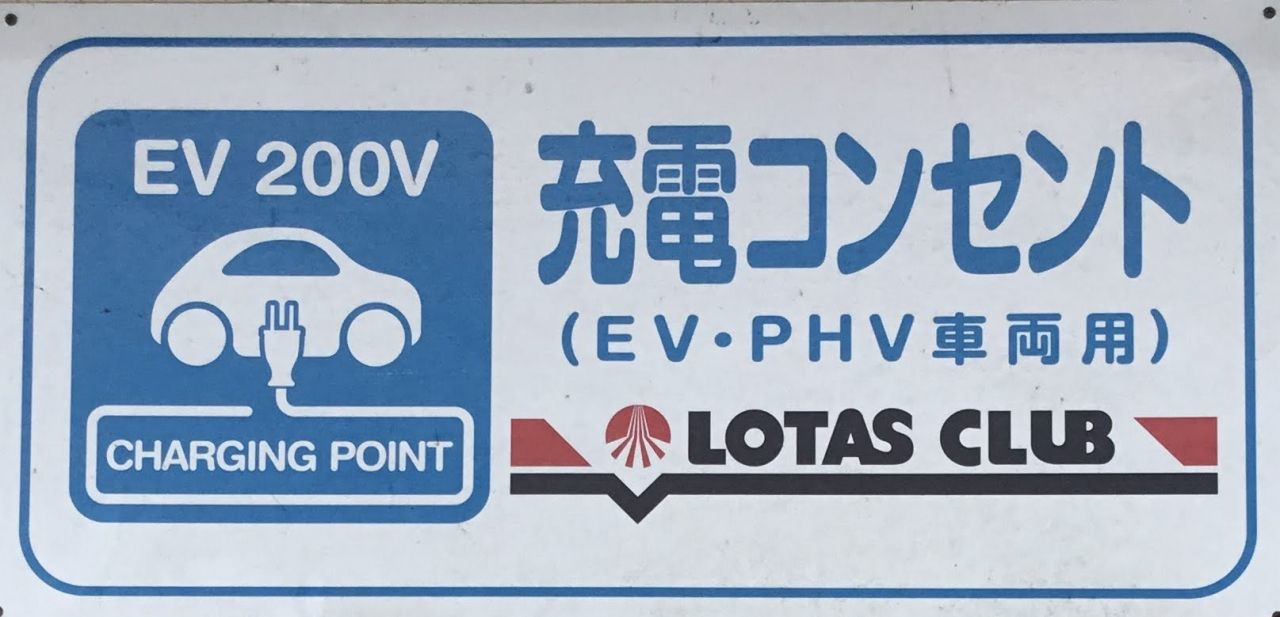 EV 200V
CHARGING POINT
充電コンセント
(EV・PHV車両用)
LOTAS CLUB